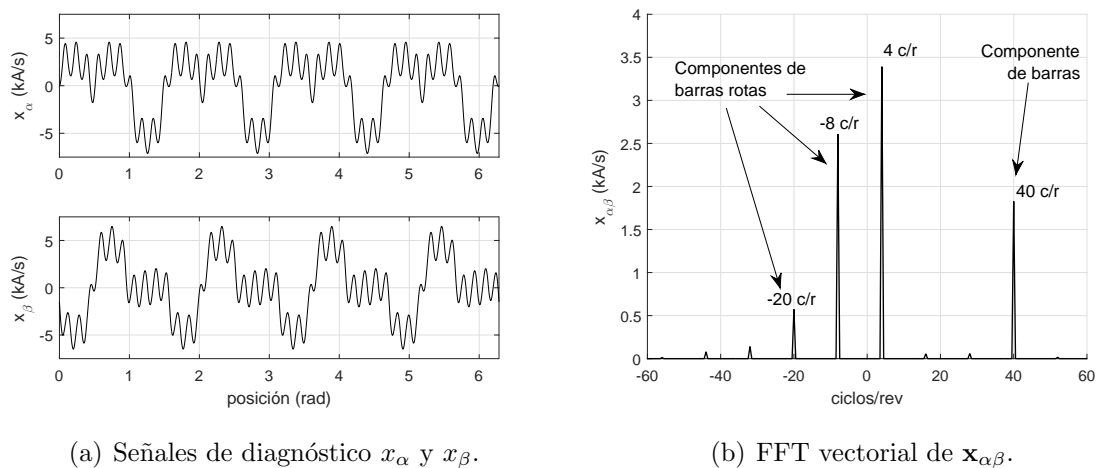 x_α (kA/s)
5
0
-5
0 1 2 3 4 5 6
x_β (kA/s)
5
0
-5
0 1 2 3 4 5 6
posición (rad)
(a) Señales de diagnóstico x_α y x_β.
x_αβ (kA/s)
4
3.5
3
2.5
2
1.5
1
0.5
0
-60 -40 -20 0 20 40 60
ciclos/rev
Componentes de
barras rotas
4 c/r
Componente
de barras
-8 c/r
40 c/r
-20 c/r
(b) FFT vectorial de x_αβ.